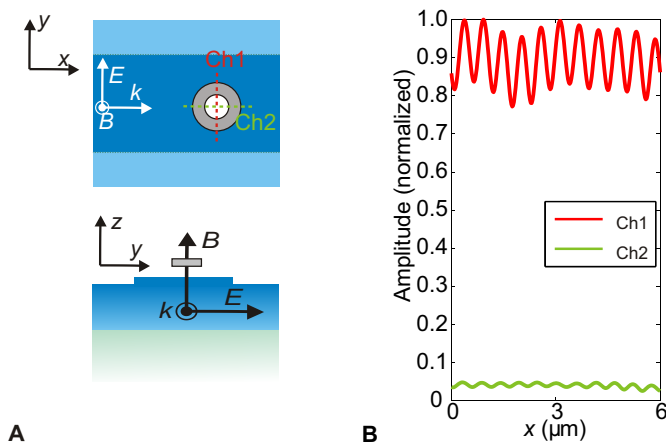 y
x
E
k
B
Ch1
Ch2
z
y
B
E
k
A
Amplitude (normalized)
1.0
0.9
0.8
0.7
0.6
0.5
0.4
0.3
0.2
0.1
0
Ch1
Ch2
0 3 6
x (µm)
B